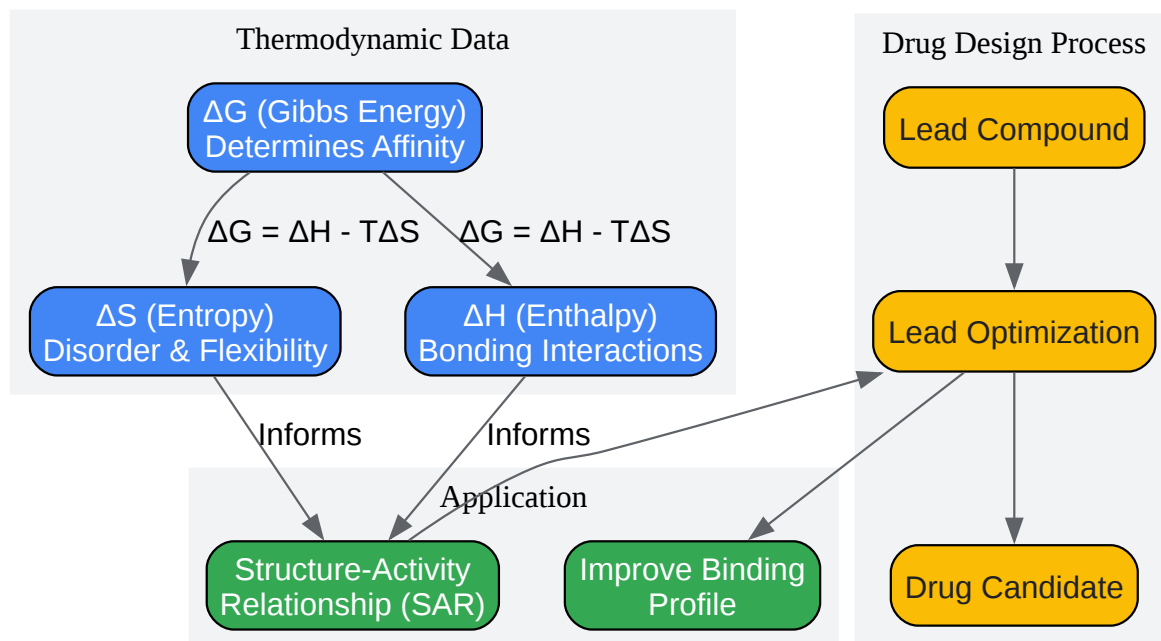 Thermodynamic Data
Drug Design Process
ΔG (Gibbs Energy)
Determines Affinity
Lead Compound
ΔG = ΔH - TΔS
ΔG = ΔH - TΔS
ΔS (Entropy)
Disorder & Flexibility
ΔH (Enthalpy)
Bonding Interactions
Lead Optimization
Informs
Informs
Application
Structure-Activity
Relationship (SAR)
Improve Binding
Profile
Drug Candidate